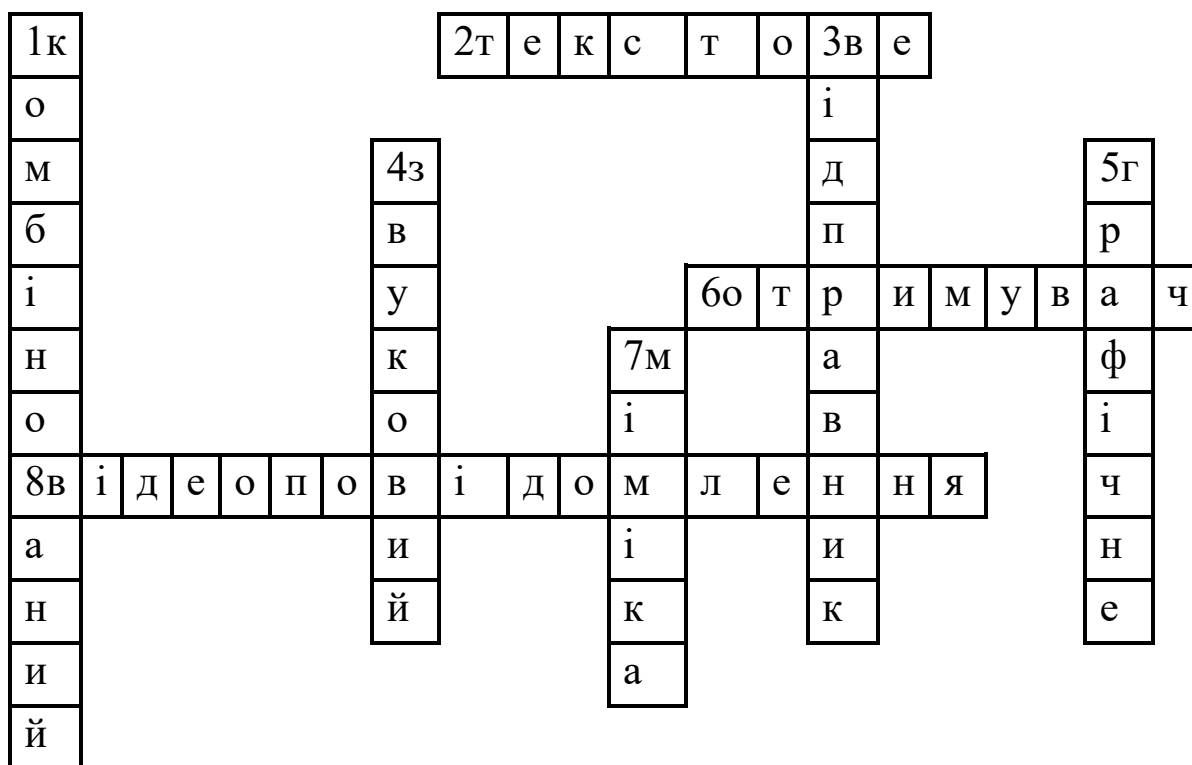 1к 2т е к с т о 3в е
о і
м 4з д 5г
б в п р
і у 6о т р и м у в а ч
н к 7м а ф
о о і в і
8в і д е о п о в і д о м л е н н я ч
а и і и н
н й к к е
и а
й